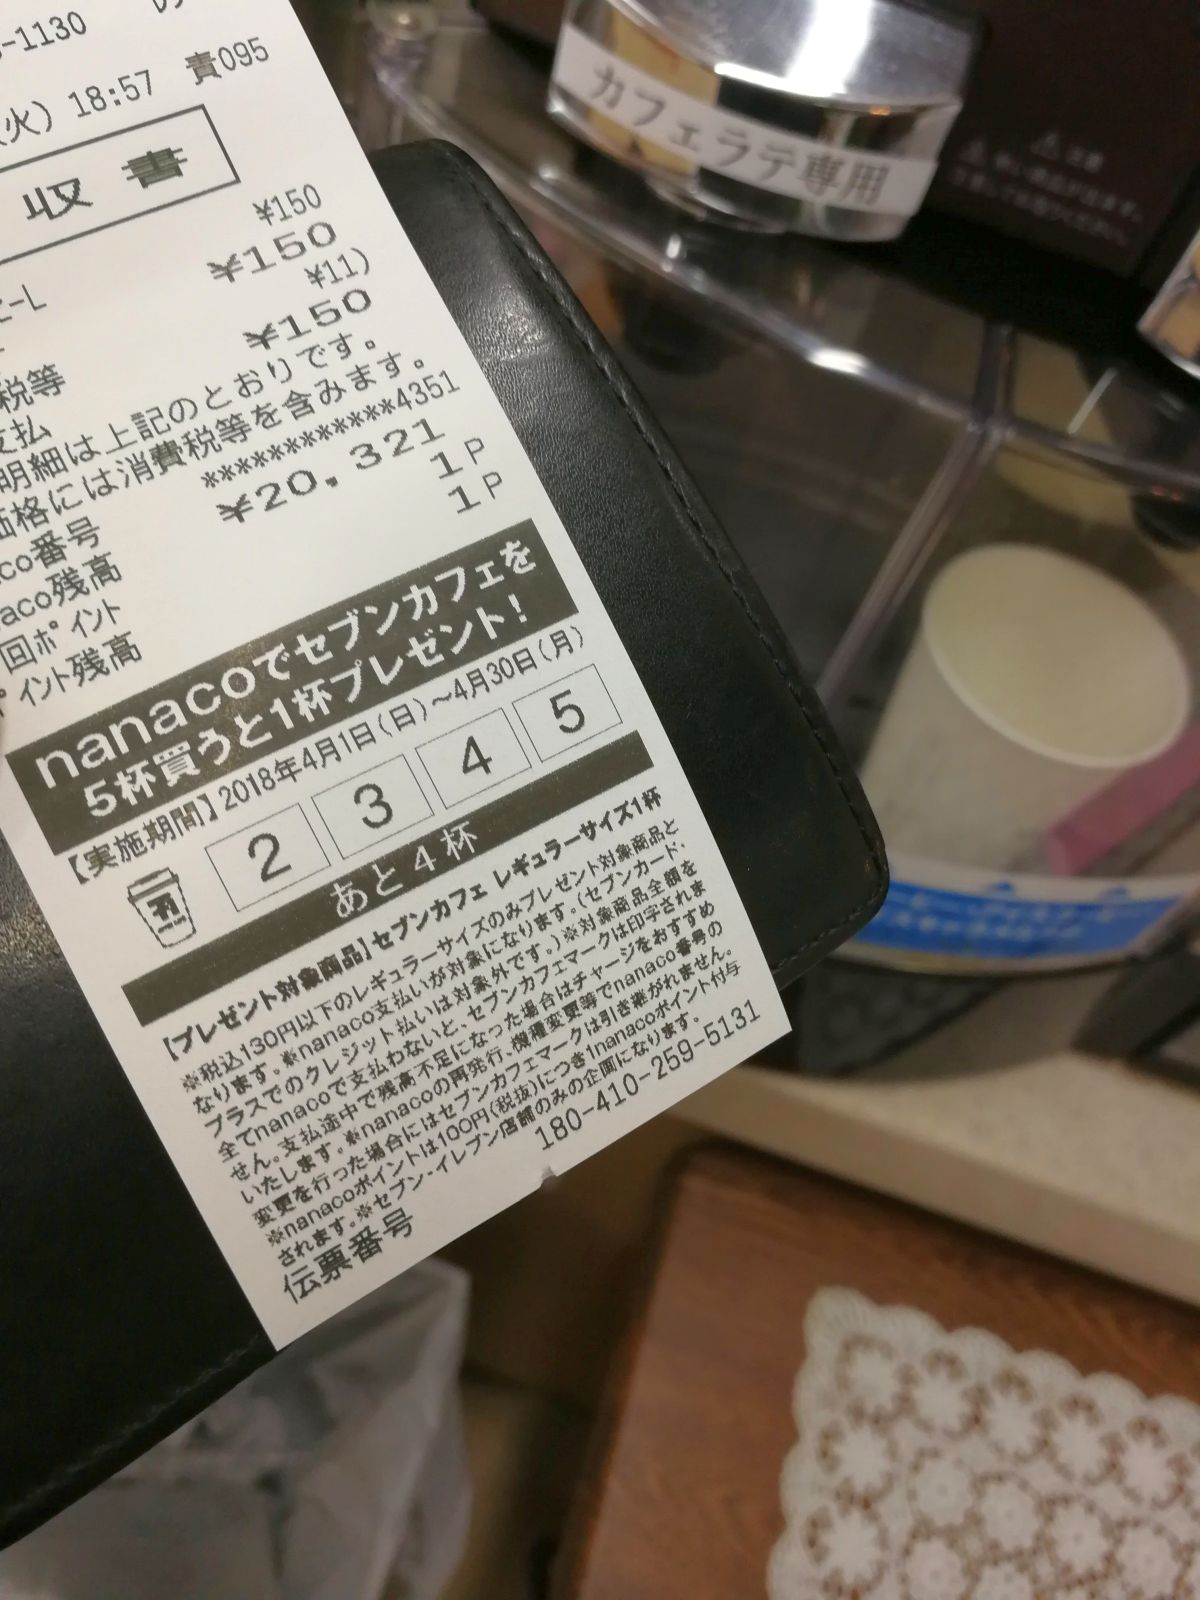 -1130
(火) 18:57 責095
収書
¥150
-L ¥150
税等 ¥11)
支払 ¥150
明細は上記のとおりです。
価格には消費税等を含みます。
co番号 ************4351
aco残高 ¥20,321
回ポイント 1P
ポイント残高 1P
nanacoでセブンカフェを
5杯買うと1杯プレゼント!
【実施期間】2018年4月1日(日)~4月30日(月)
2 3 4 5
あと4杯
【プレゼント対象商品】セブンカフェ レギュラーサイズ1杯
※税込130円以下のレギュラーサイズのみプレゼント対象商品と
なります。※nanaco支払いが対象になります。(セブンカード・
プラスでのクレジット払いは対象外です。)※対象商品全額を
全てnanacoで支払わないと、セブンカフェマークは印字されま
せん。支払途中で残高不足になった場合はチャージをおすすめ
いたします。※nanacoの再発行、機種変更等でnanaco番号の
変更を行った場合にはセブンカフェマークは引き継がれません。
※nanacoポイントは100円(税抜)につき1nanacoポイント付与
されます。※セブン-イレブン店舗のみの企画になります。
伝票番号 180-410-259-5131
カフェラテ専用
注意